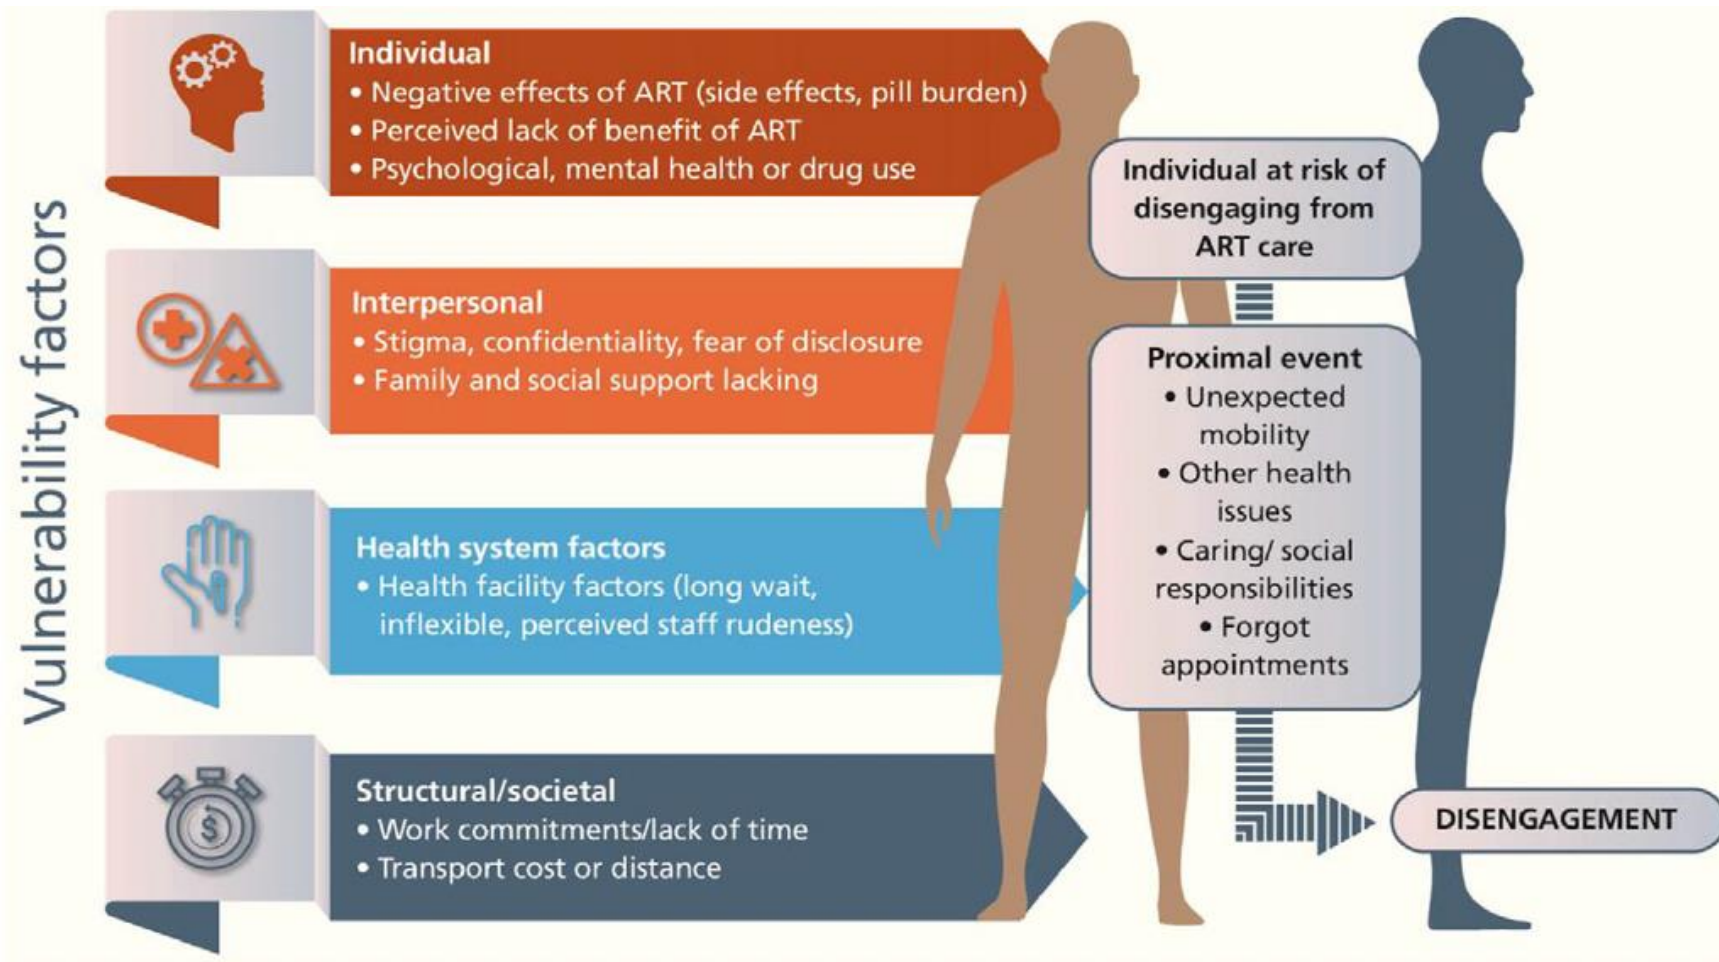 Vulnerability factors
Individual
• Negative effects of ART (side effects, pill burden)
• Perceived lack of benefit of ART
• Psychological, mental health or drug use
Interpersonal
• Stigma, confidentiality, fear of disclosure
• Family and social support lacking
Health system factors
• Health facility factors (long wait,
inflexible, perceived staff rudeness)
Structural/societal
• Work commitments/lack of time
• Transport cost or distance
$
Individual at risk of
disengaging from
ART care
Proximal event
• Unexpected
mobility
• Other health
issues
• Caring/ social
responsibilities
• Forgot
appointments
DISENGAGEMENT